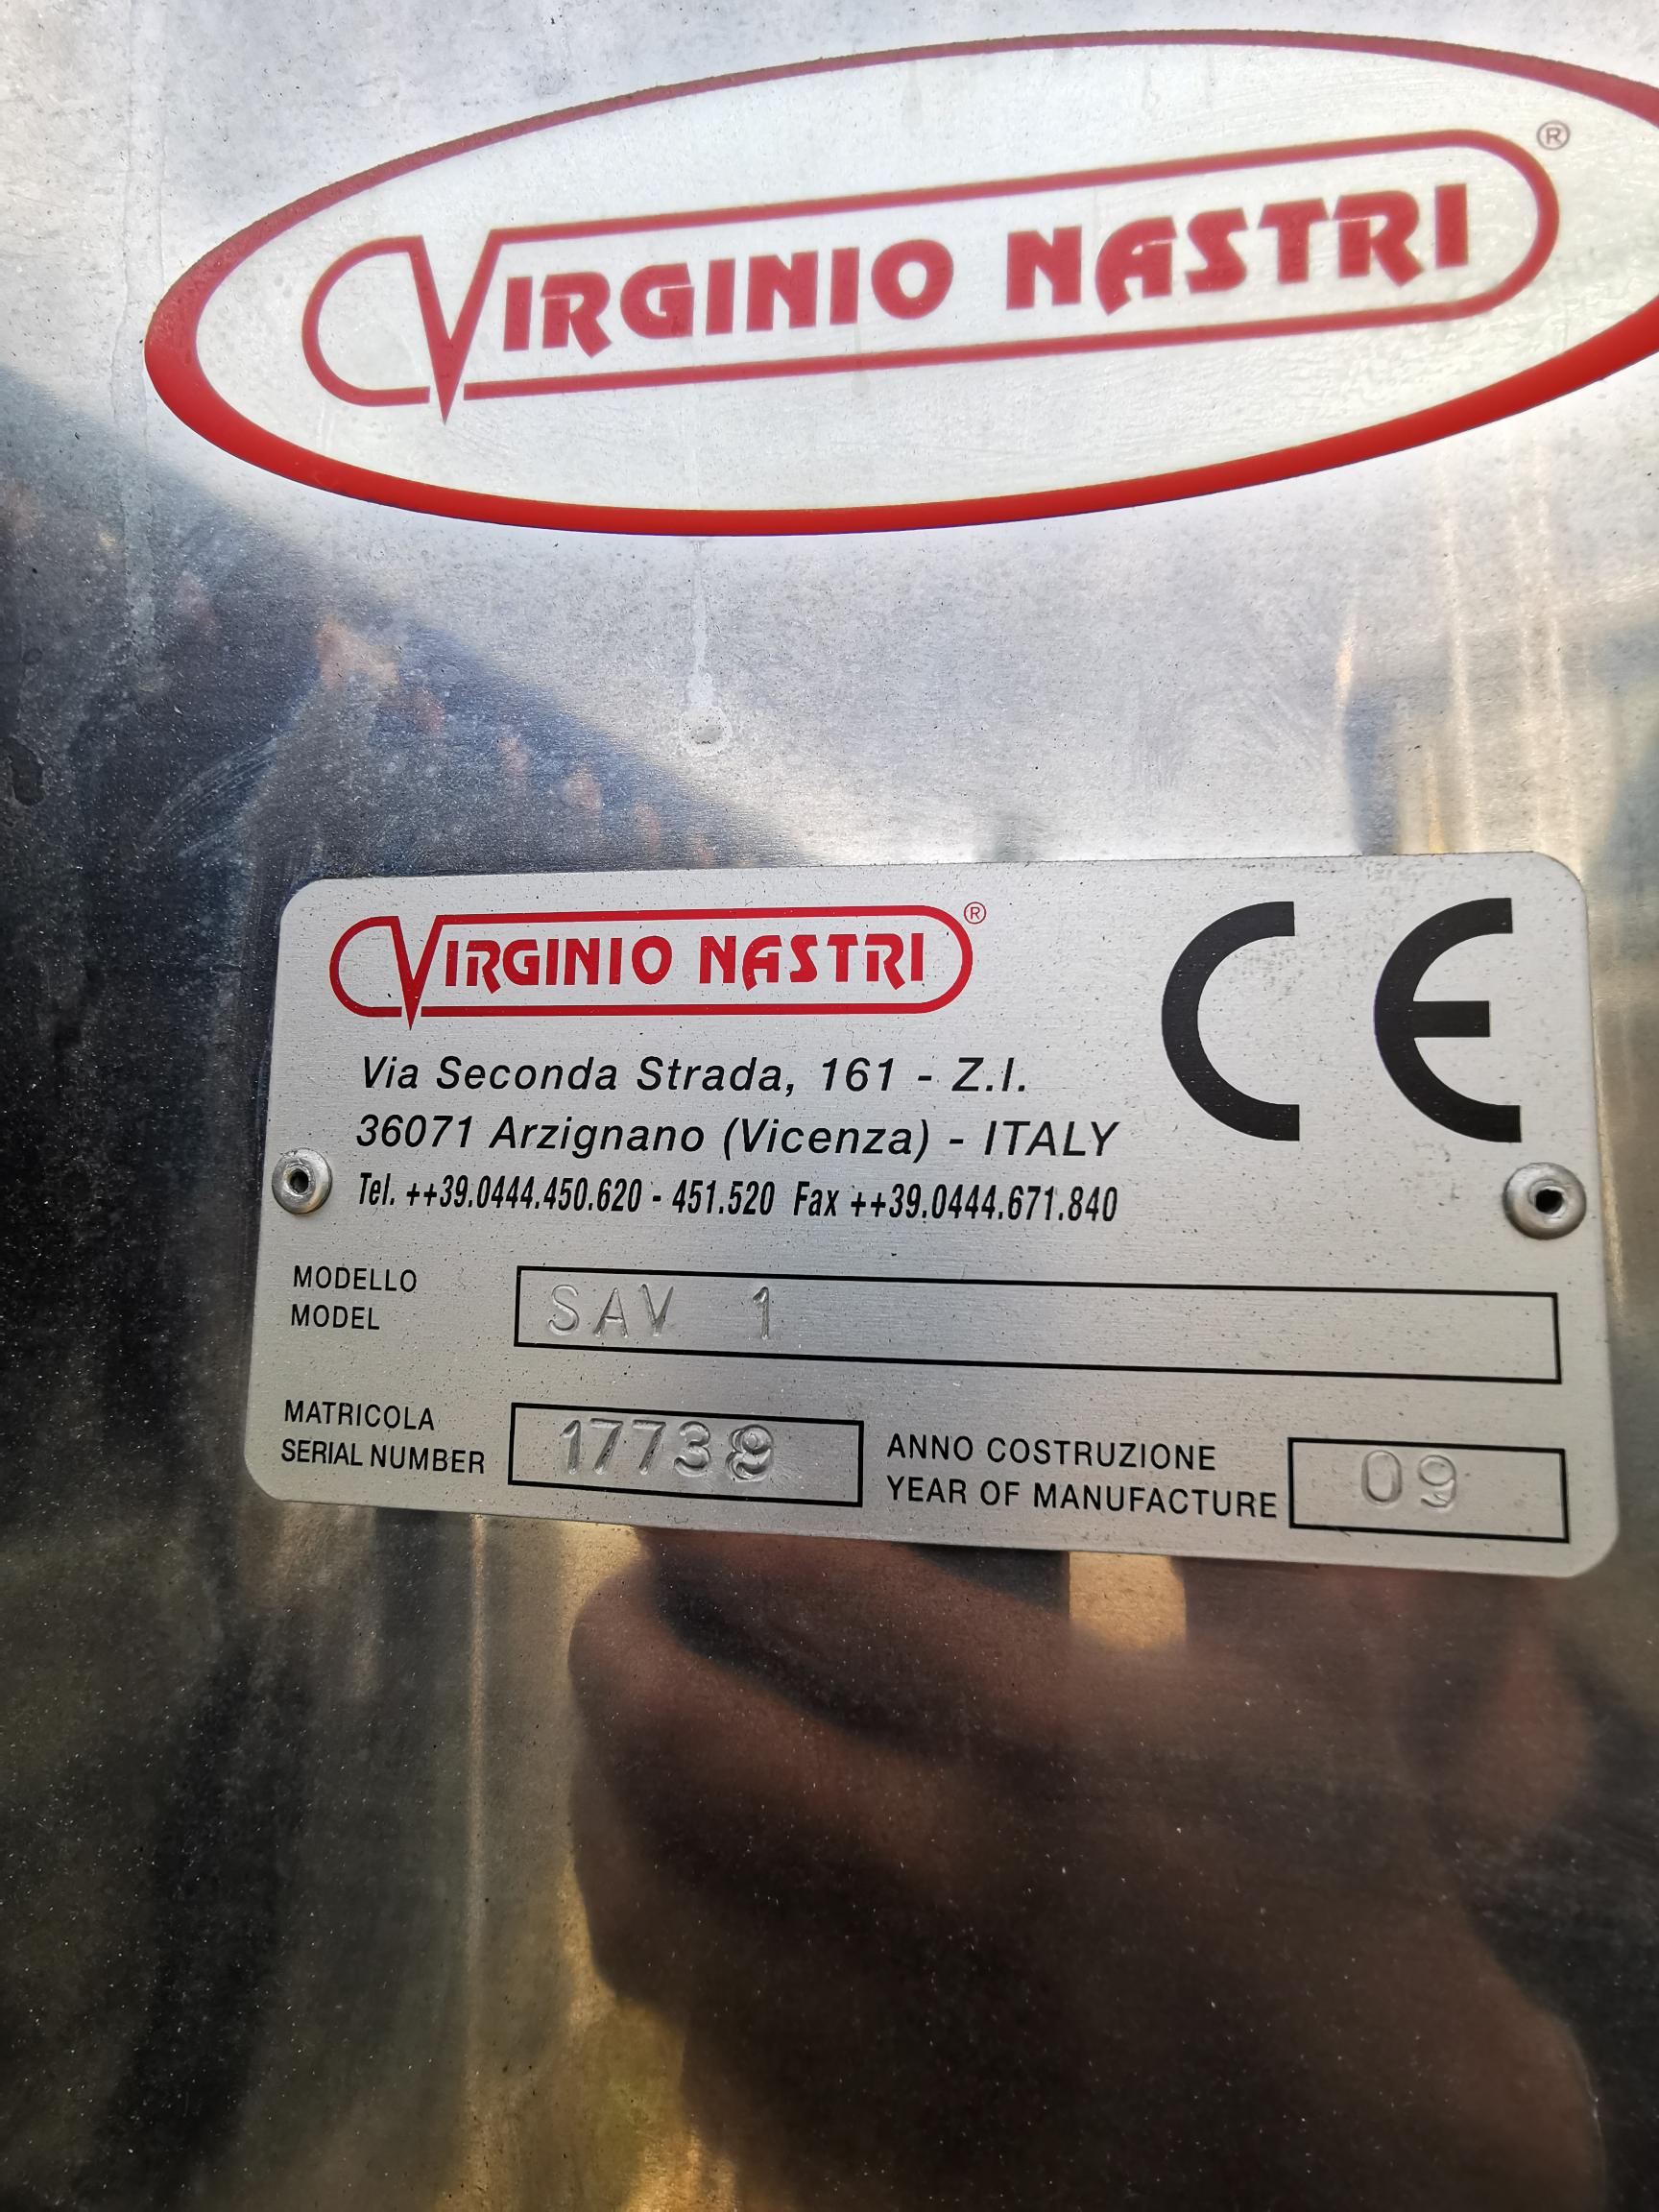 VIRGINIO NASTRI ®
VIRGINIO NASTRI ®
CE
Via Seconda Strada, 161 - Z.I.
36071 Arzignano (Vicenza) - ITALY
Tel. ++39.0444.450.620 - 451.520 Fax ++39.0444.671.840
MODELLO
MODEL
SAV 1
MATRICOLA
SERIAL NUMBER
ANNO COSTRUZIONE
YEAR OF MANUFACTURE
09